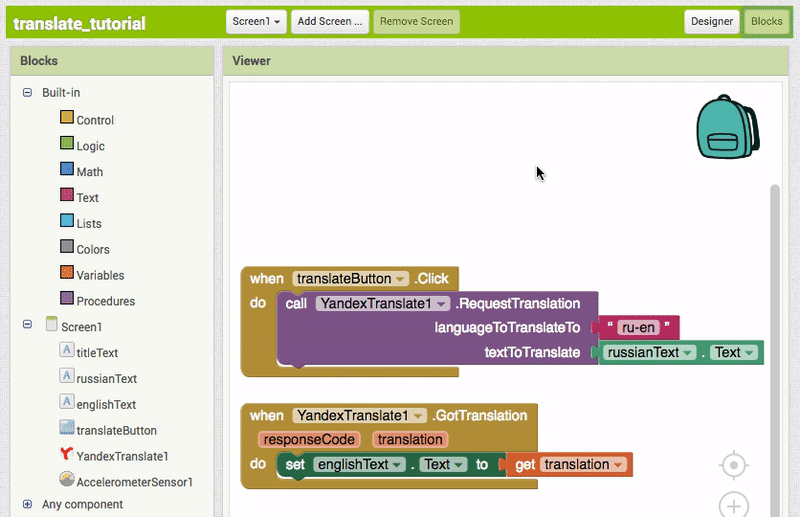 translate_tutorial Screen1 Add Screen ... Remove Screen Designer Blocks
Blocks
Built-in
Control
Logic
Math
Text
Lists
Colors
Variables
Procedures
Screen1
titleText
russianText
englishText
translateButton
YandexTranslate1
AccelerometerSensor1
Any component
Viewer
when translateButton .Click
do call YandexTranslate1 .RequestTranslation
languageToTranslateTo “ ru-en ”
textToTranslate russianText . Text
when YandexTranslate1 .GotTranslation
responseCode translation
do set englishText . Text to get translation